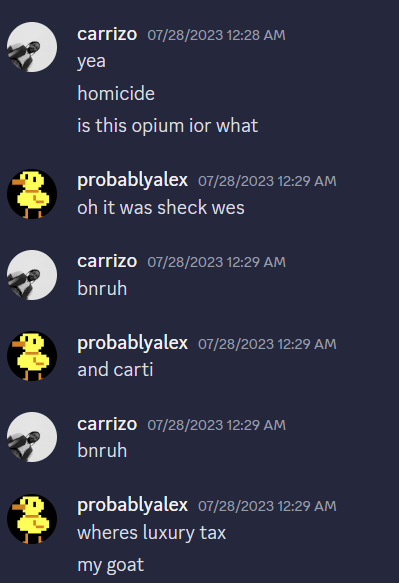 carrizo 07/28/2023 12:28 AM
yea
homicide
is this opium ior what
probablyalex 07/28/2023 12:29 AM
oh it was sheck wes
carrizo 07/28/2023 12:29 AM
bnruh
probablyalex 07/28/2023 12:29 AM
and carti
carrizo 07/28/2023 12:29 AM
bnruh
probablyalex 07/28/2023 12:29 AM
wheres luxury tax
my goat